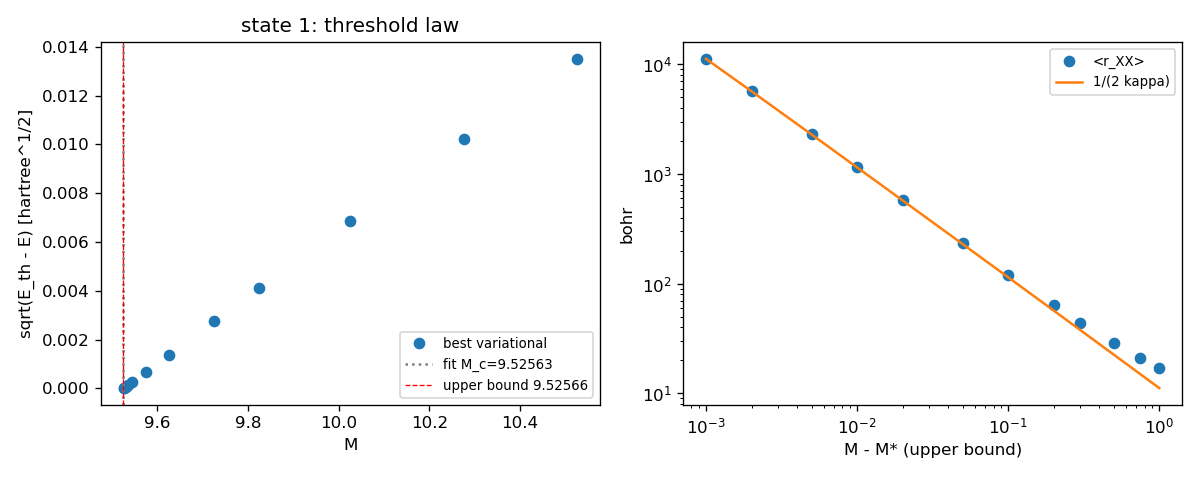 state 1: threshold law
0.014
0.012
0.010
0.008
0.006
0.004
0.002
0.000
sqrt(E_th - E) [hartree^1/2]
best variational
fit M_c=9.52563
upper bound 9.52566
9.6
9.8
10.0
10.2
10.4
M
10^4
10^3
10^2
10^1
bohr
<r_XX>
1/(2 kappa)
10^−3
10^−2
10^−1
10^0
M - M* (upper bound)